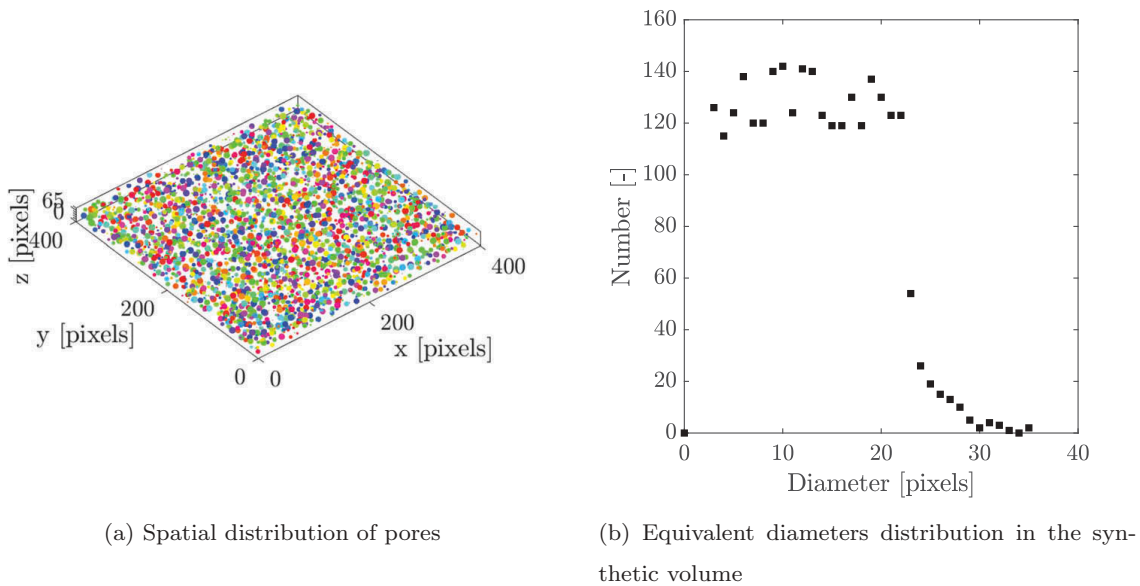 65
0
400
z [pixels]
200
y [pixels]
0
0
200
x [pixels]
400
160
140
120
100
80
60
40
20
0
Number [-]
0
10
20
30
40
Diameter [pixels]
(a) Spatial distribution of pores
(b) Equivalent diameters distribution in the syn-
thetic volume